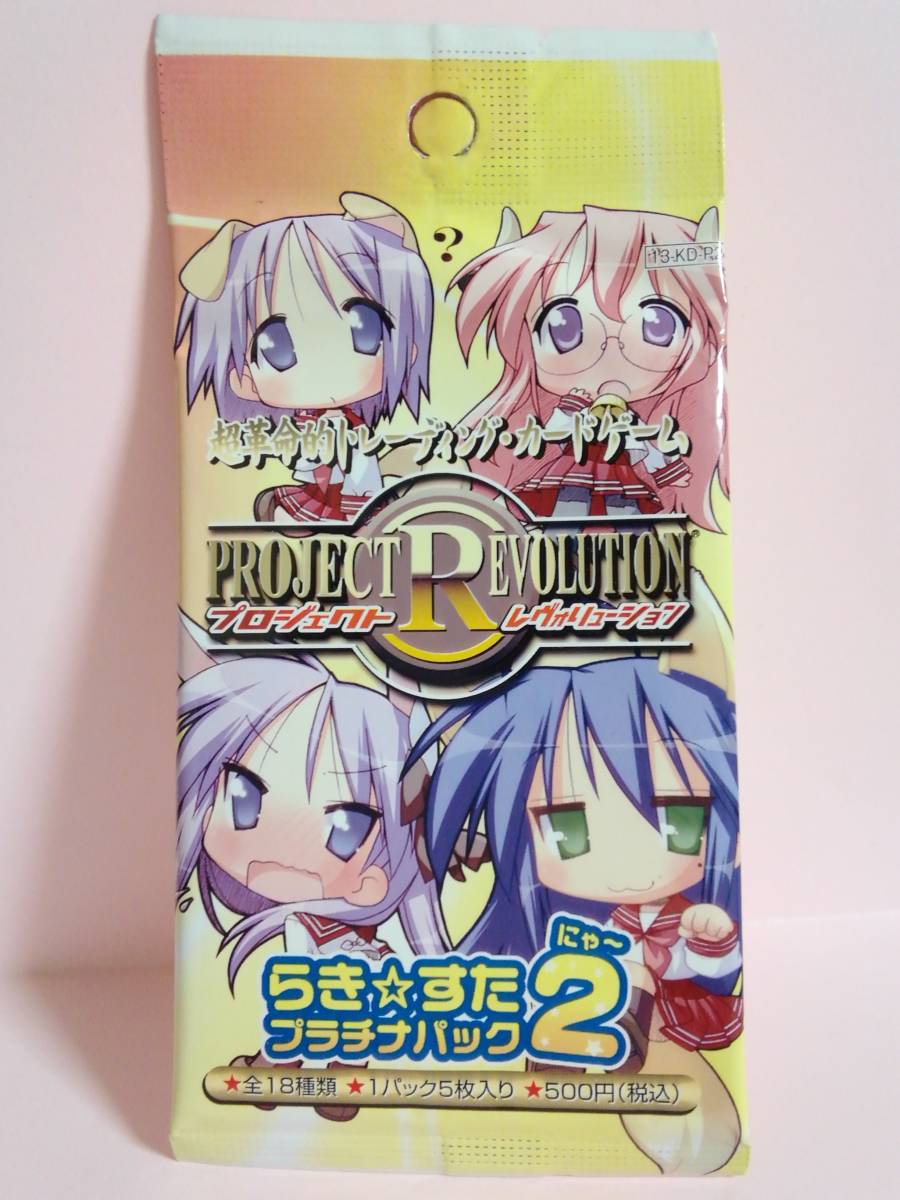 ?
13-KD-P2
超革命的トレーディング・カードゲーム
PROJECT REVOLUTION®
プロジェクト レヴォリューション
にゃ〜
らき☆すた
プラチナパック2
★全18種類 ★1パック5枚入り ★500円(税込)